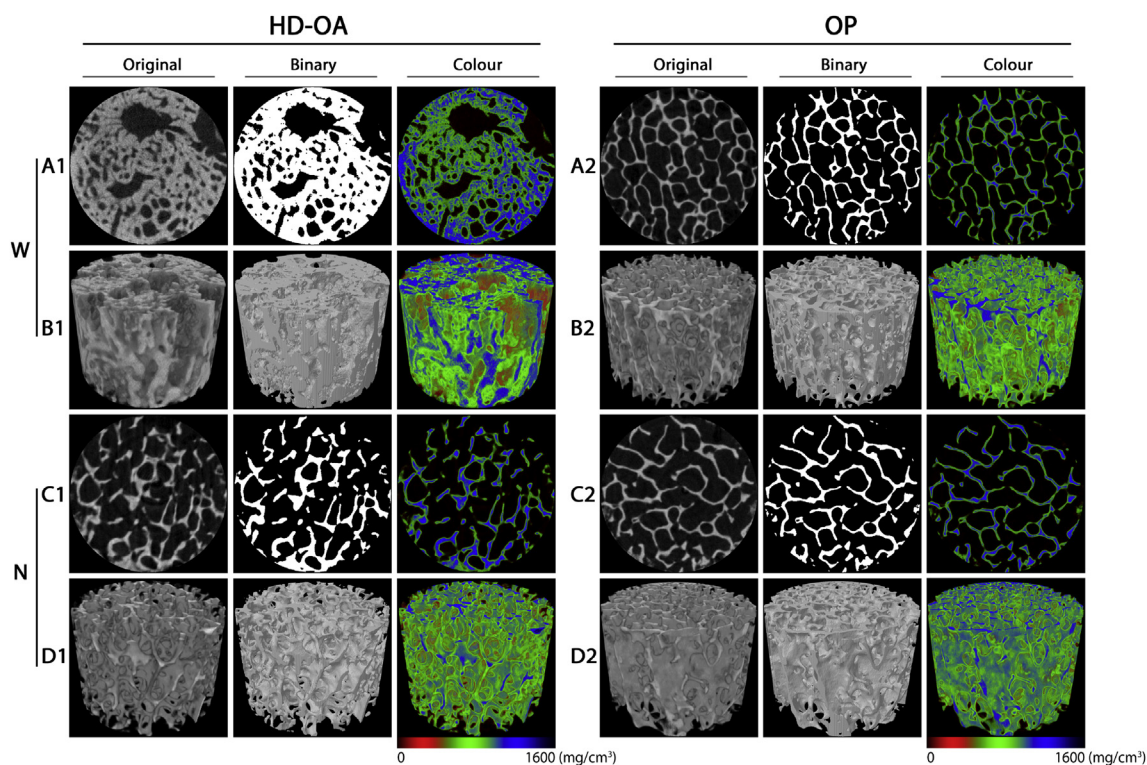 HD-OA OP
Original Binary Colour Original Binary Colour
A1 A2
W
B1 B2
C1 C2
N
D1 D2
0 1600 (mg/cm³) 0 1600 (mg/cm³)